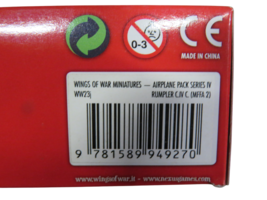 0-3
CE
MADE IN CHINA
WINGS OF WAR MINIATURES — AIRPLANE PACK SERIES IV
WW23j RUMPLER C.IV C. (MFFA 2)
9 781589 949270
www.wingsofwar.it - www.nexusgames.com